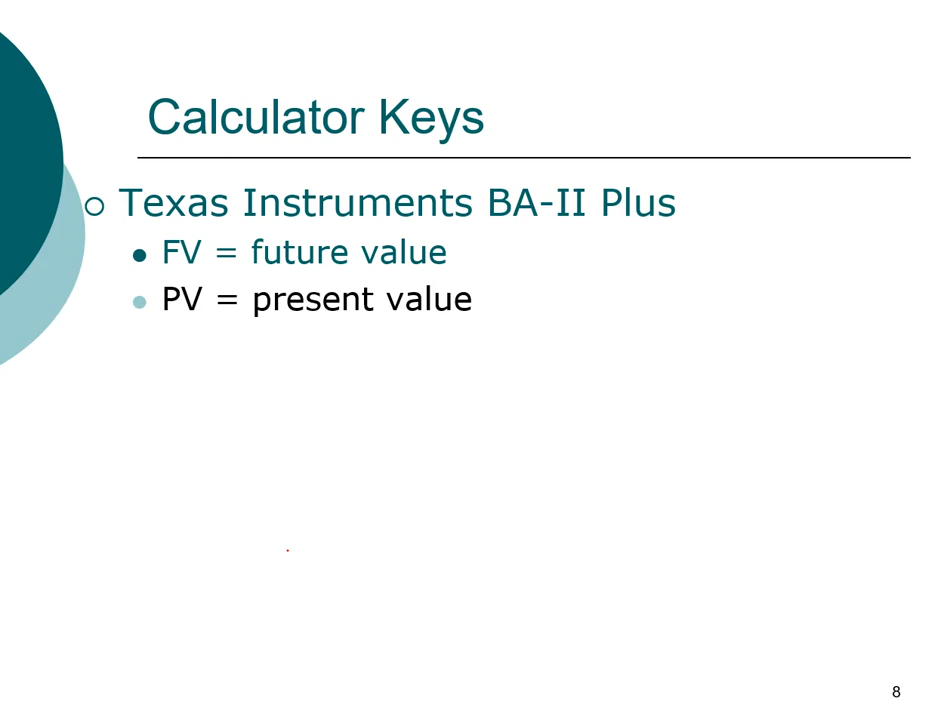 Calculator Keys
Texas Instruments BA-II Plus
FV = future value
PV = present value
8